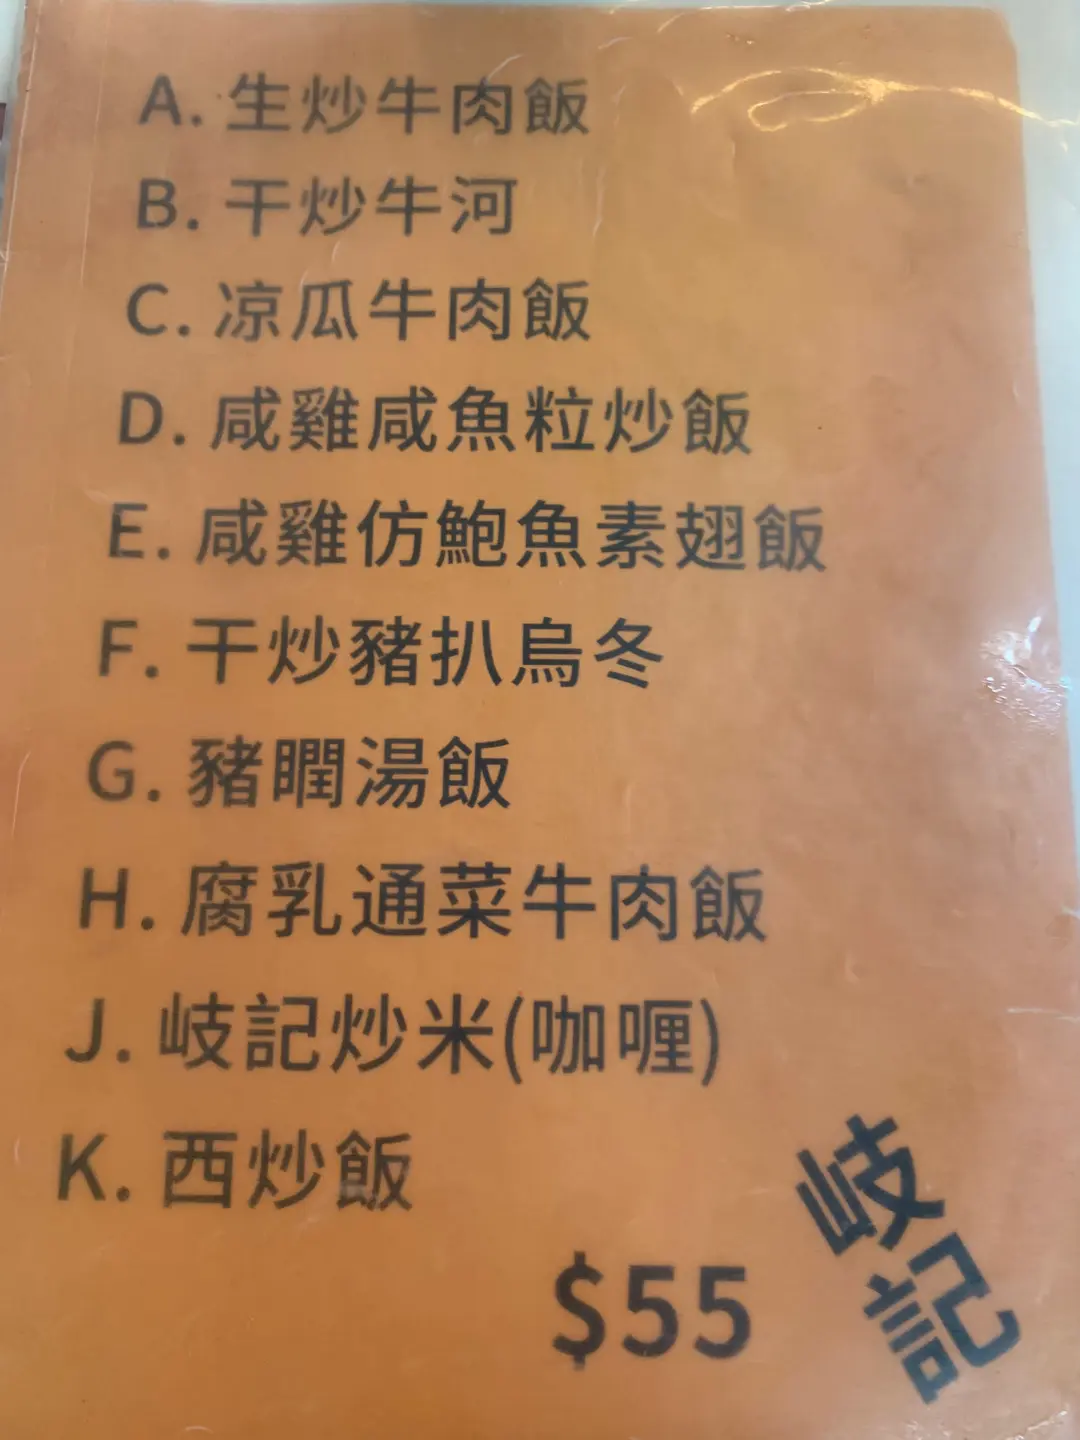 A. 生炒牛肉飯
B. 干炒牛河
C. 凉瓜牛肉飯
D. 咸雞咸魚粒炒飯
E. 咸雞仿鮑魚素翅飯
F. 干炒豬扒烏冬
G. 豬瞤湯飯
H. 腐乳通菜牛肉飯
J. 岐記炒米(咖喱)
K. 西炒飯
$55
岐記